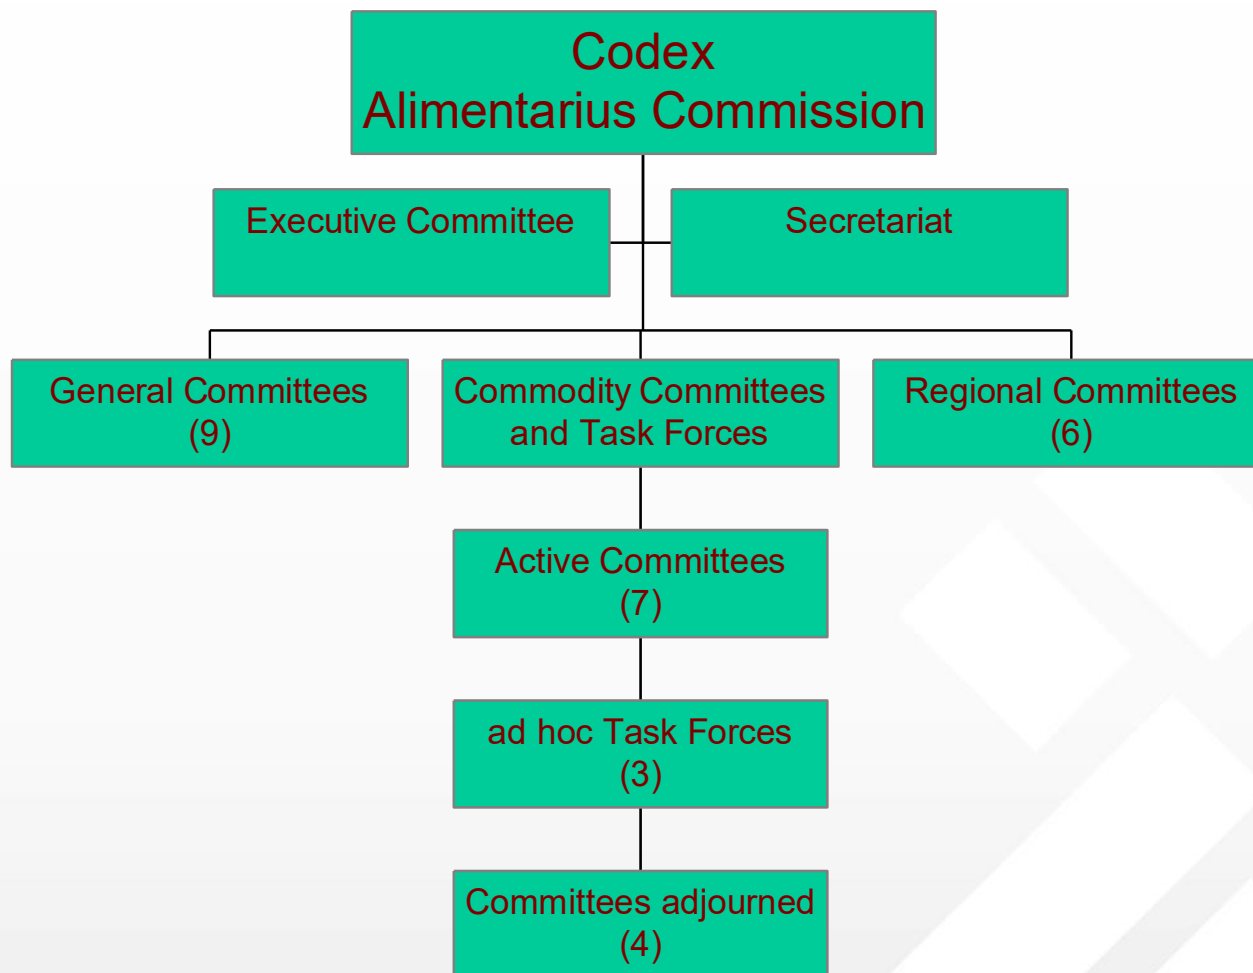 Codex
Alimentarius Commission
Executive Committee
Secretariat
General Committees
(9)
Commodity Committees
and Task Forces
Regional Committees
(6)
Active Committees
(7)
ad hoc Task Forces
(3)
Committees adjourned
(4)